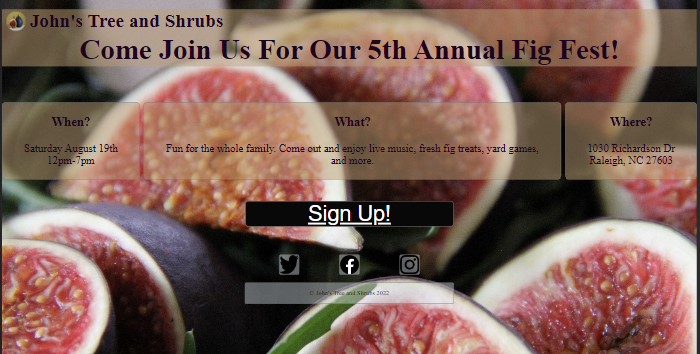 John's Tree and Shrubs
Come Join Us For Our 5th Annual Fig Fest!
When?
Saturday August 19th
12pm-7pm
What?
Fun for the whole family. Come out and enjoy live music, fresh fig treats, yard games,
and more.
Where?
1030 Richardson Dr
Raleigh, NC 27603
Sign Up!
© John's Tree and Shrubs 2022